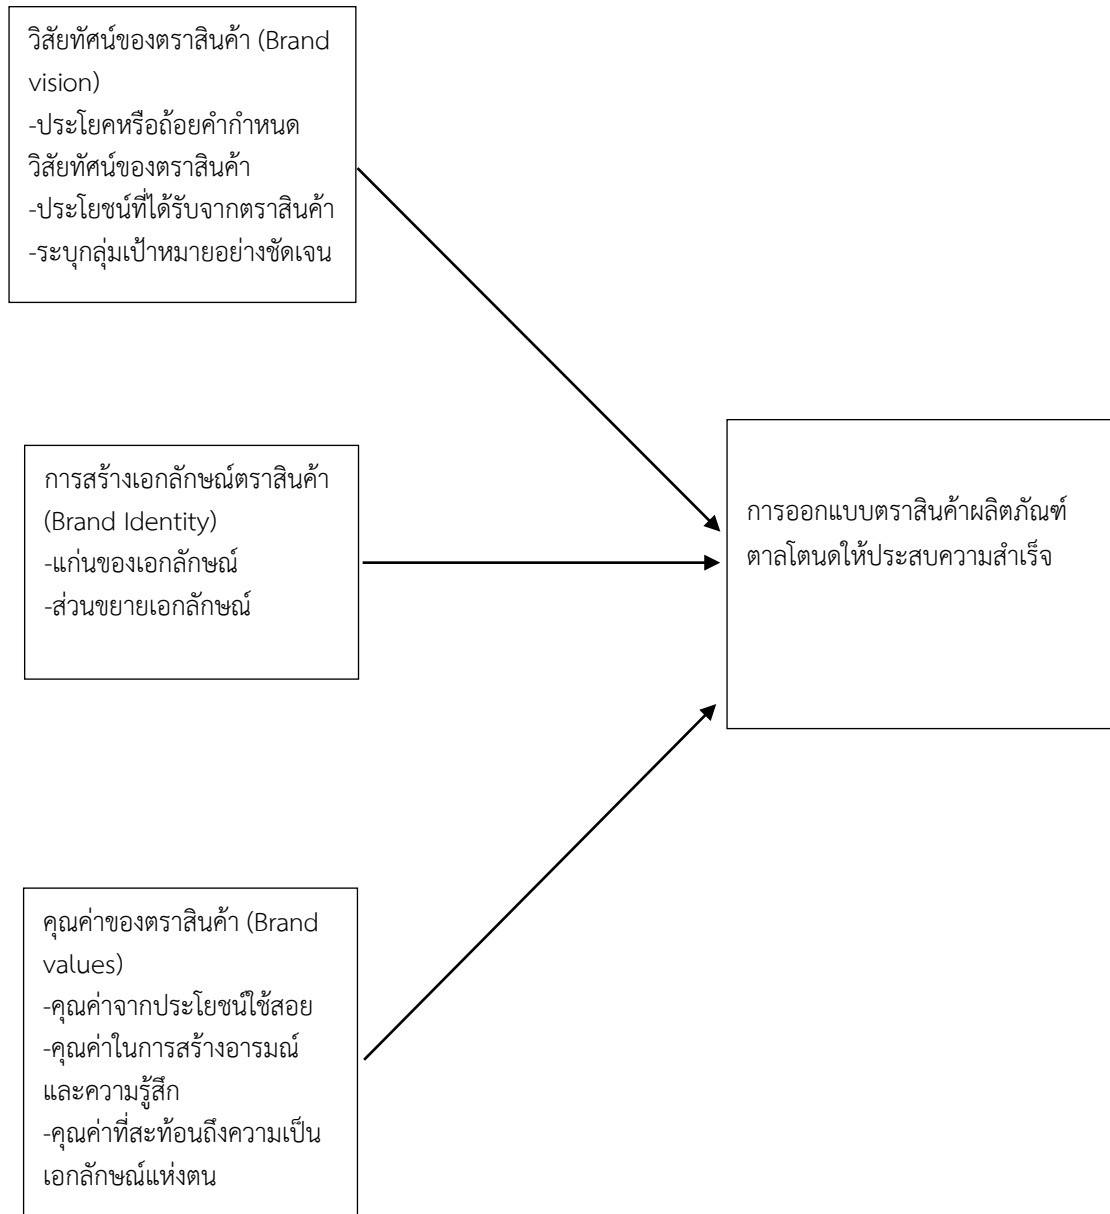 วิสัยทัศน์ของตราสินค้า (Brand
vision)
-ประโยคหรือถ้อยคำกำหนด
วิสัยทัศน์ของตราสินค้า
-ประโยชน์ที่ได้รับจากตราสินค้า
-ระบุกลุ่มเป้าหมายอย่างชัดเจน
การสร้างเอกลักษณ์ตราสินค้า
(Brand Identity)
-แก่นของเอกลักษณ์
-ส่วนขยายเอกลักษณ์
คุณค่าของตราสินค้า (Brand
values)
-คุณค่าจากประโยชน์ใช้สอย
-คุณค่าในการสร้างอารมณ์
และความรู้สึก
-คุณค่าที่สะท้อนถึงความเป็น
เอกลักษณ์แห่งตน
การออกแบบตราสินค้าผลิตภัณฑ์
ตาลโตนดให้ประสบความสำเร็จ